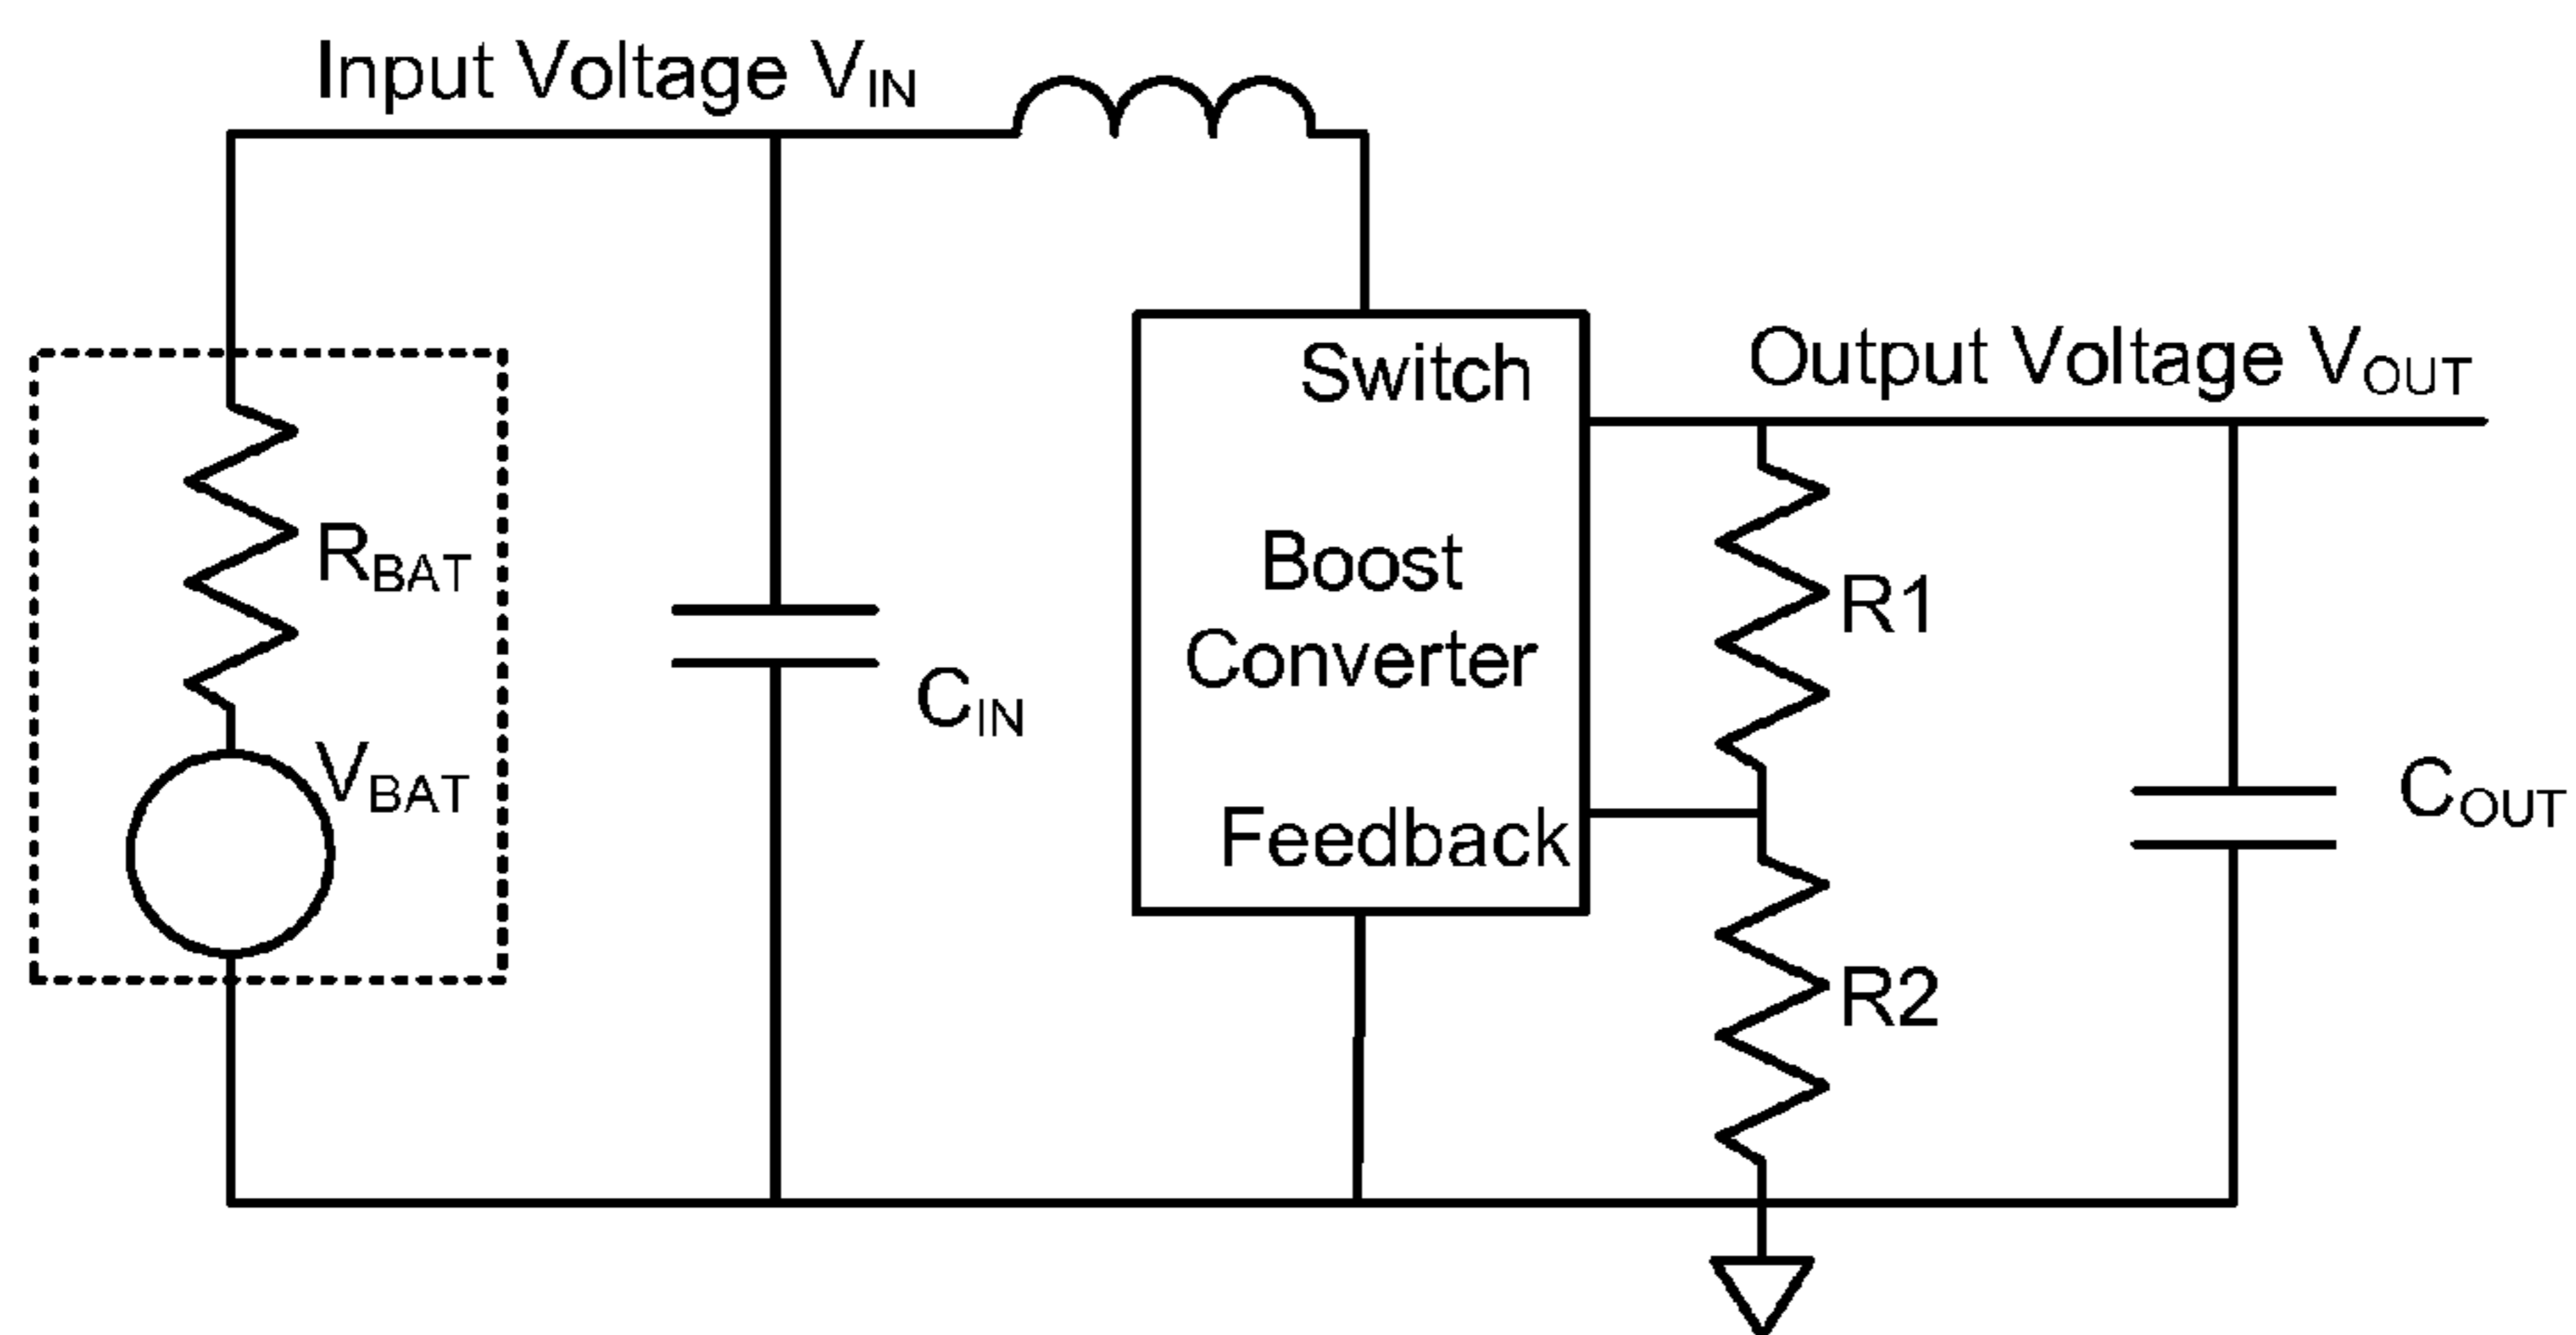 Input Voltage VIN
Switch
Output Voltage VOUT
RBAT
Boost
Converter
R1
CIN
VBAT
COUT
Feedback
R2